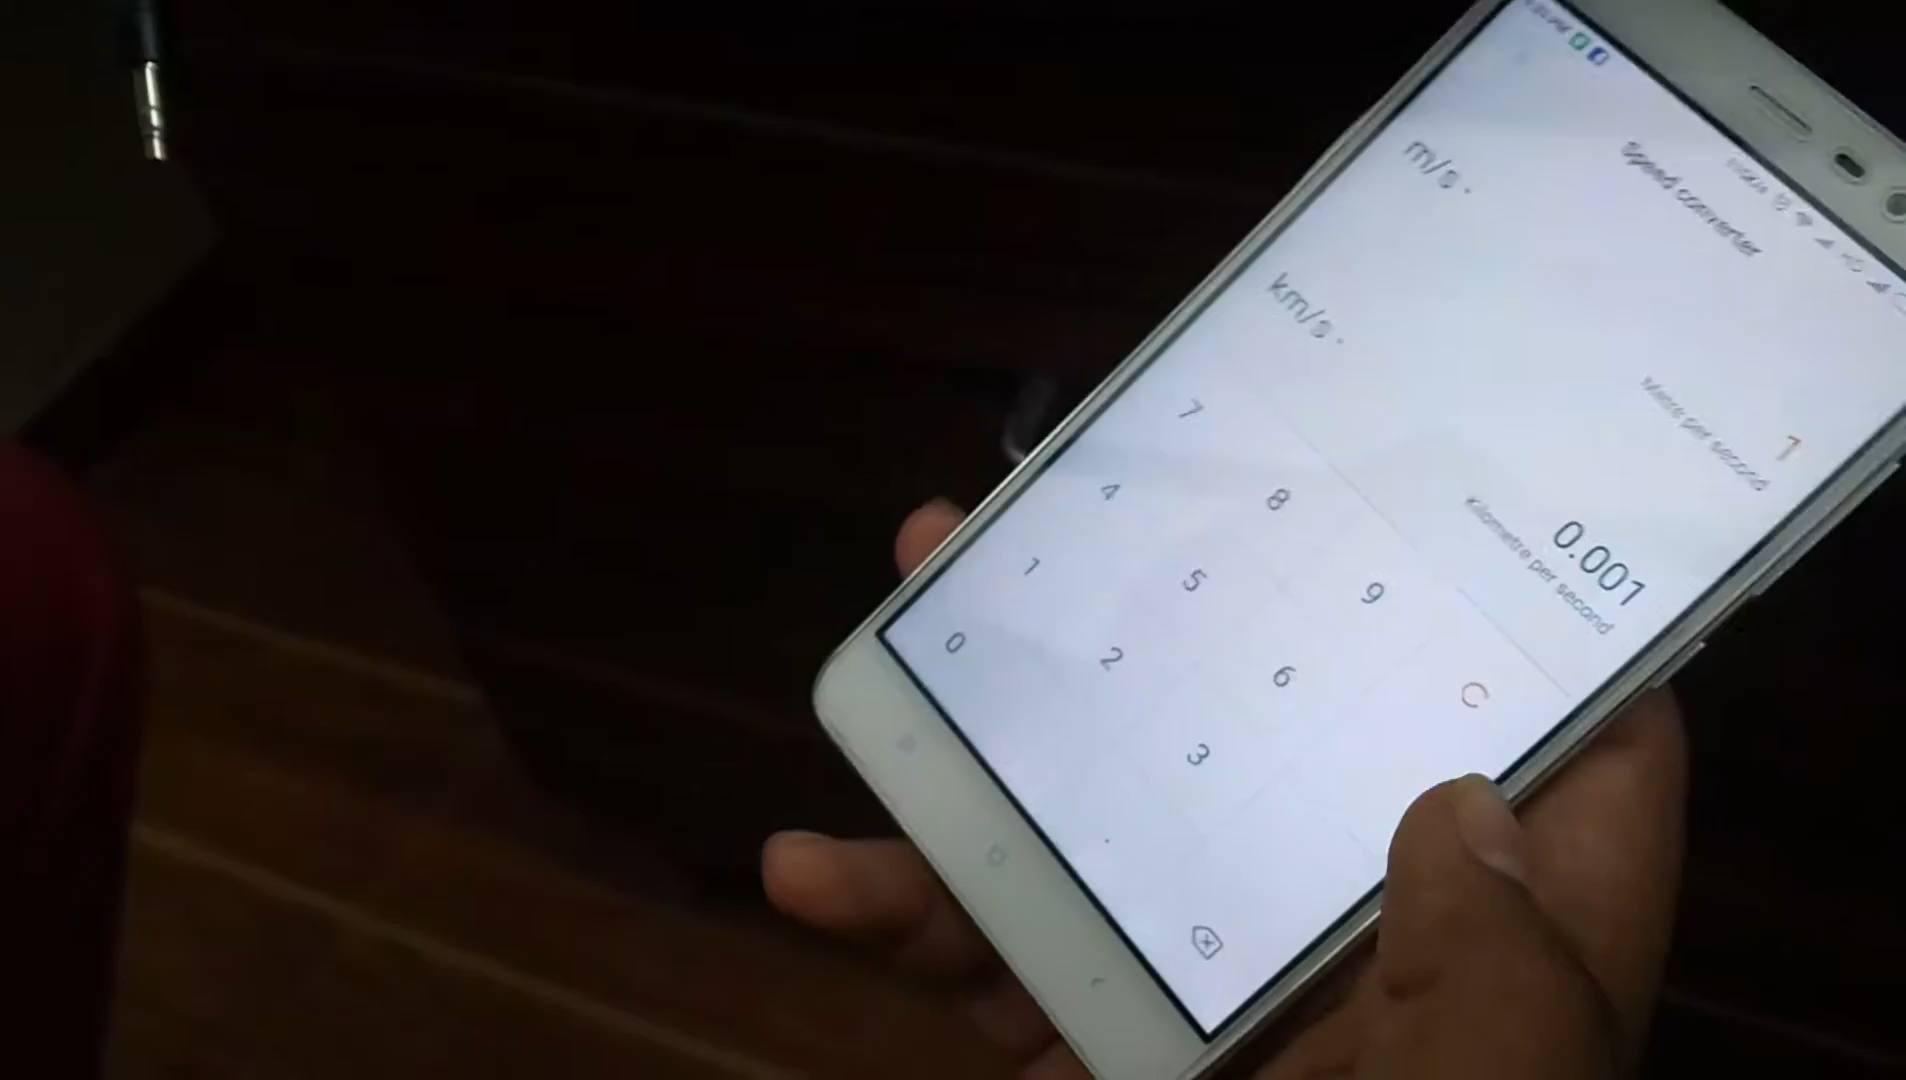 Speed converter
m/s
1
Metre per second
km/s
0.001
Kilometre per second
7 8 9 C
4 5 6
1 2 3
0 .